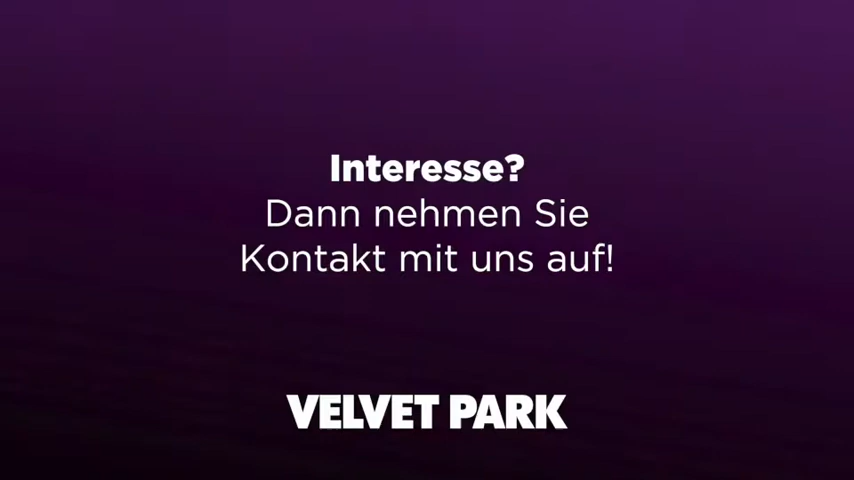 Interesse?
Dann nehmen Sie
Kontakt mit uns auf!
VELVET PARK